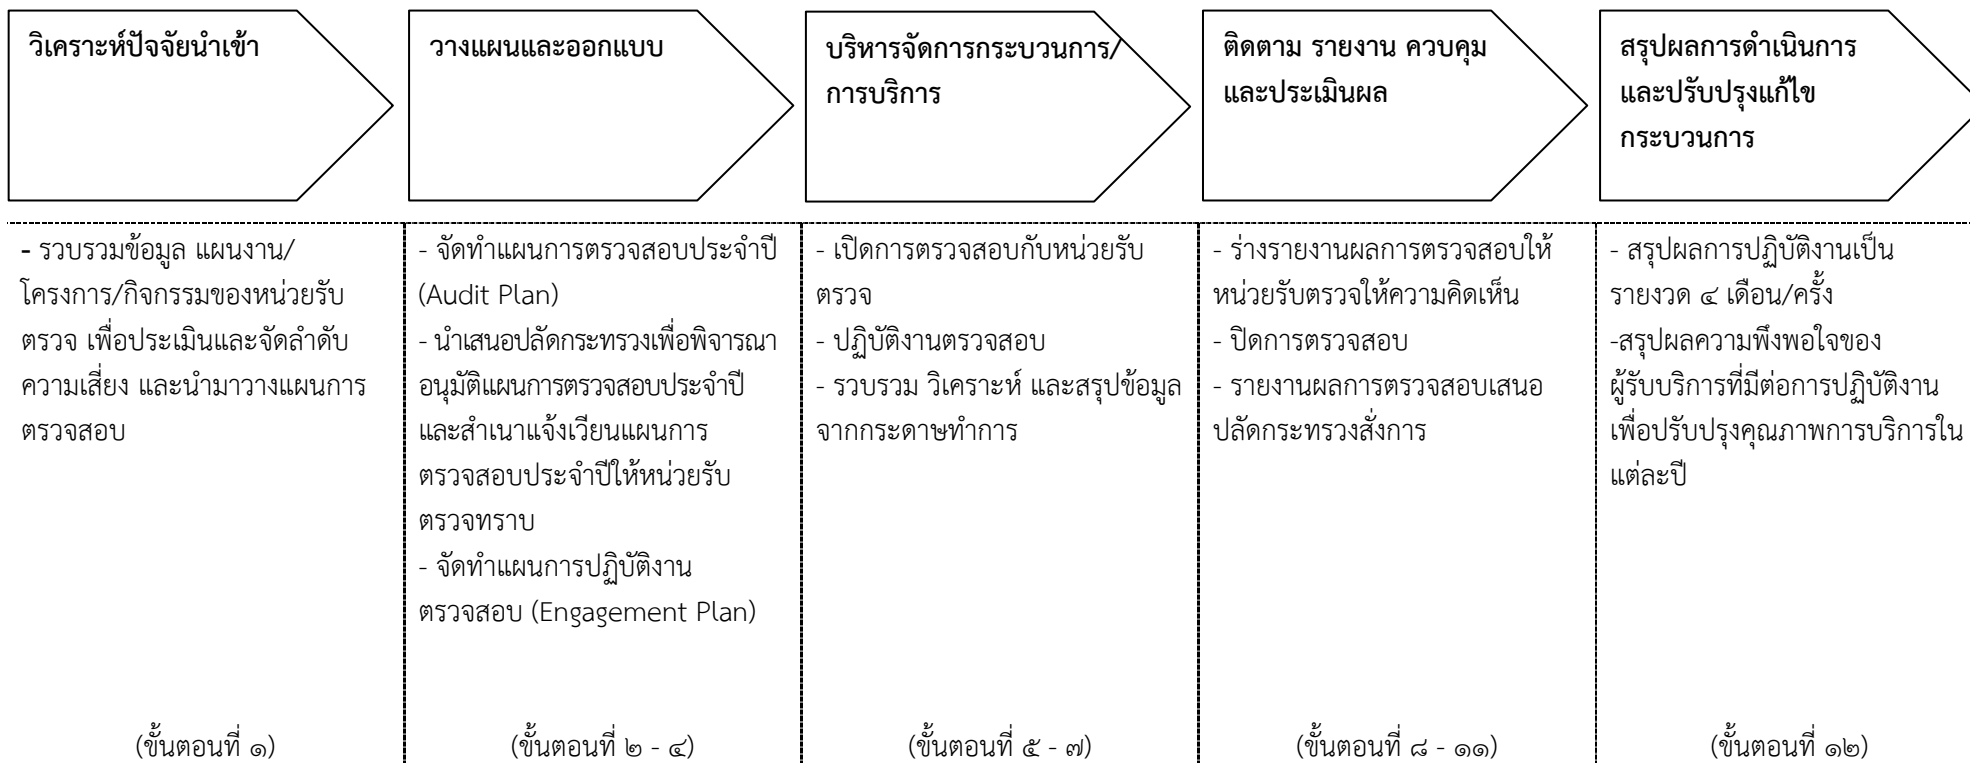 วิเคราะห์ปัจจัยนำเข้า
วางแผนและออกแบบ
บริหารจัดการกระบวนการ/
การบริการ
ติดตาม รายงาน ควบคุม
และประเมินผล
สรุปผลการดำเนินการ
และปรับปรุงแก้ไข
กระบวนการ
- รวบรวมข้อมูล แผนงาน/
โครงการ/กิจกรรมของหน่วยรับ
ตรวจ เพื่อประเมินและจัดลำดับ
ความเสี่ยง และนำมาวางแผนการ
ตรวจสอบ
(ขั้นตอนที่ ๑)
- จัดทำแผนการตรวจสอบประจำปี
(Audit Plan)
- นำเสนอปลัดกระทรวงเพื่อพิจารณา
อนุมัติแผนการตรวจสอบประจำปี
และสำเนาแจ้งเวียนแผนการ
ตรวจสอบประจำปีให้หน่วยรับ
ตรวจทราบ
- จัดทำแผนการปฏิบัติงาน
ตรวจสอบ (Engagement Plan)
(ขั้นตอนที่ ๒ - ๔)
- เปิดการตรวจสอบกับหน่วยรับ
ตรวจ
- ปฏิบัติงานตรวจสอบ
- รวบรวม วิเคราะห์ และสรุปข้อมูล
จากกระดาษทำการ
(ขั้นตอนที่ ๕ - ๗)
- ร่างรายงานผลการตรวจสอบให้
หน่วยรับตรวจให้ความคิดเห็น
- ปิดการตรวจสอบ
- รายงานผลการตรวจสอบเสนอ
ปลัดกระทรวงสั่งการ
(ขั้นตอนที่ ๘ - ๑๑)
- สรุปผลการปฏิบัติงานเป็น
รายงวด ๔ เดือน/ครั้ง
-สรุปผลความพึงพอใจของ
ผู้รับบริการที่มีต่อการปฏิบัติงาน
เพื่อปรับปรุงคุณภาพการบริการใน
แต่ละปี
(ขั้นตอนที่ ๑๒)